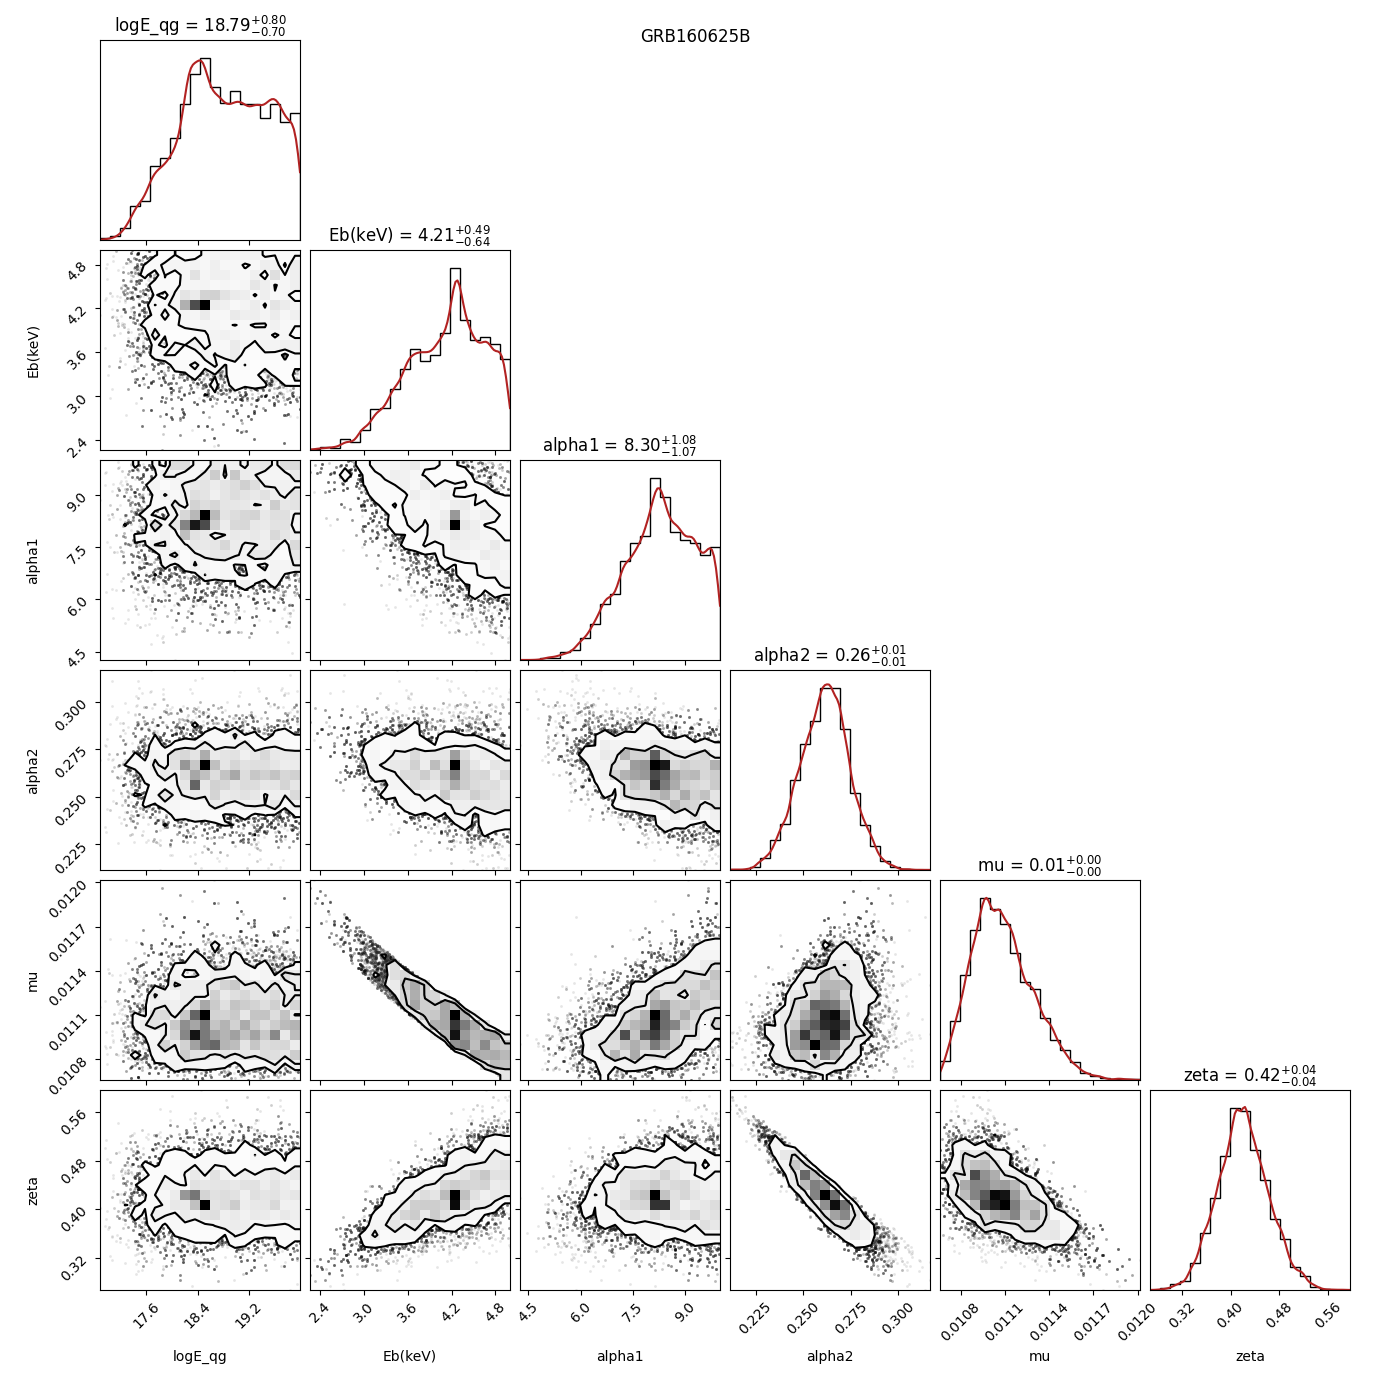 GRB160625B
logE_qg = 18.79+0.80−0.70
Eb(keV) = 4.21+0.49−0.64
4.8
4.2
3.6
3.0
2.4
Eb(keV)
alpha1 = 8.30+1.08−1.07
9.0
7.5
6.0
4.5
alpha1
alpha2 = 0.26+0.01−0.01
0.300
0.275
0.250
0.225
alpha2
mu = 0.01+0.00−0.00
0.0120
0.0117
0.0114
0.0111
0.0108
mu
zeta = 0.42+0.04−0.04
0.56
0.48
0.40
0.32
zeta
17.6 18.4 19.2 2.4 3.0 3.6 4.2 4.8 4.5 6.0 7.5 9.0 0.225 0.250 0.275 0.300 0.0108 0.0111 0.0114 0.0117 0.0120 0.32 0.40 0.48 0.56
logE_qg Eb(keV) alpha1 alpha2 mu zeta